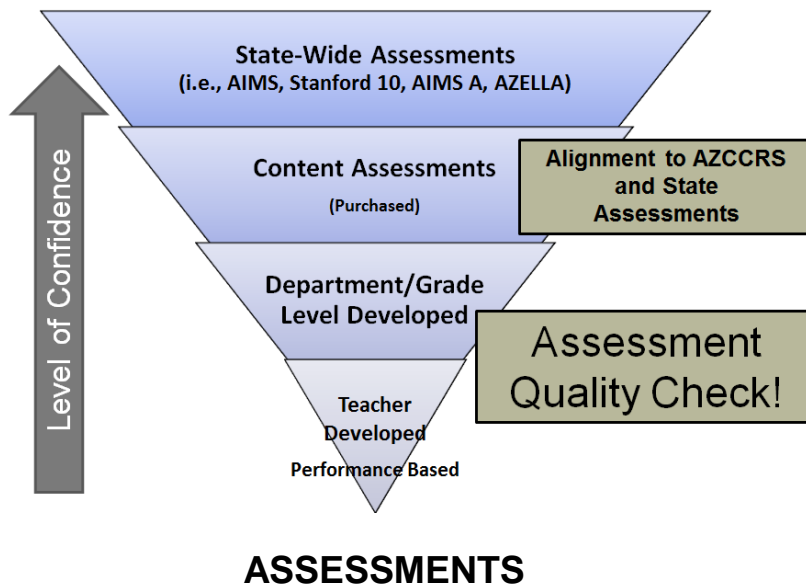 State-Wide Assessments
(i.e., AIMS, Stanford 10, AIMS A, AZELLA)
Level of Confidence
Content Assessments
(Purchased)
Alignment to AZCCRS
and State
Assessments
Department/Grade
Level Developed
Assessment
Quality Check!
Teacher
Developed
Performance Based
ASSESSMENTS